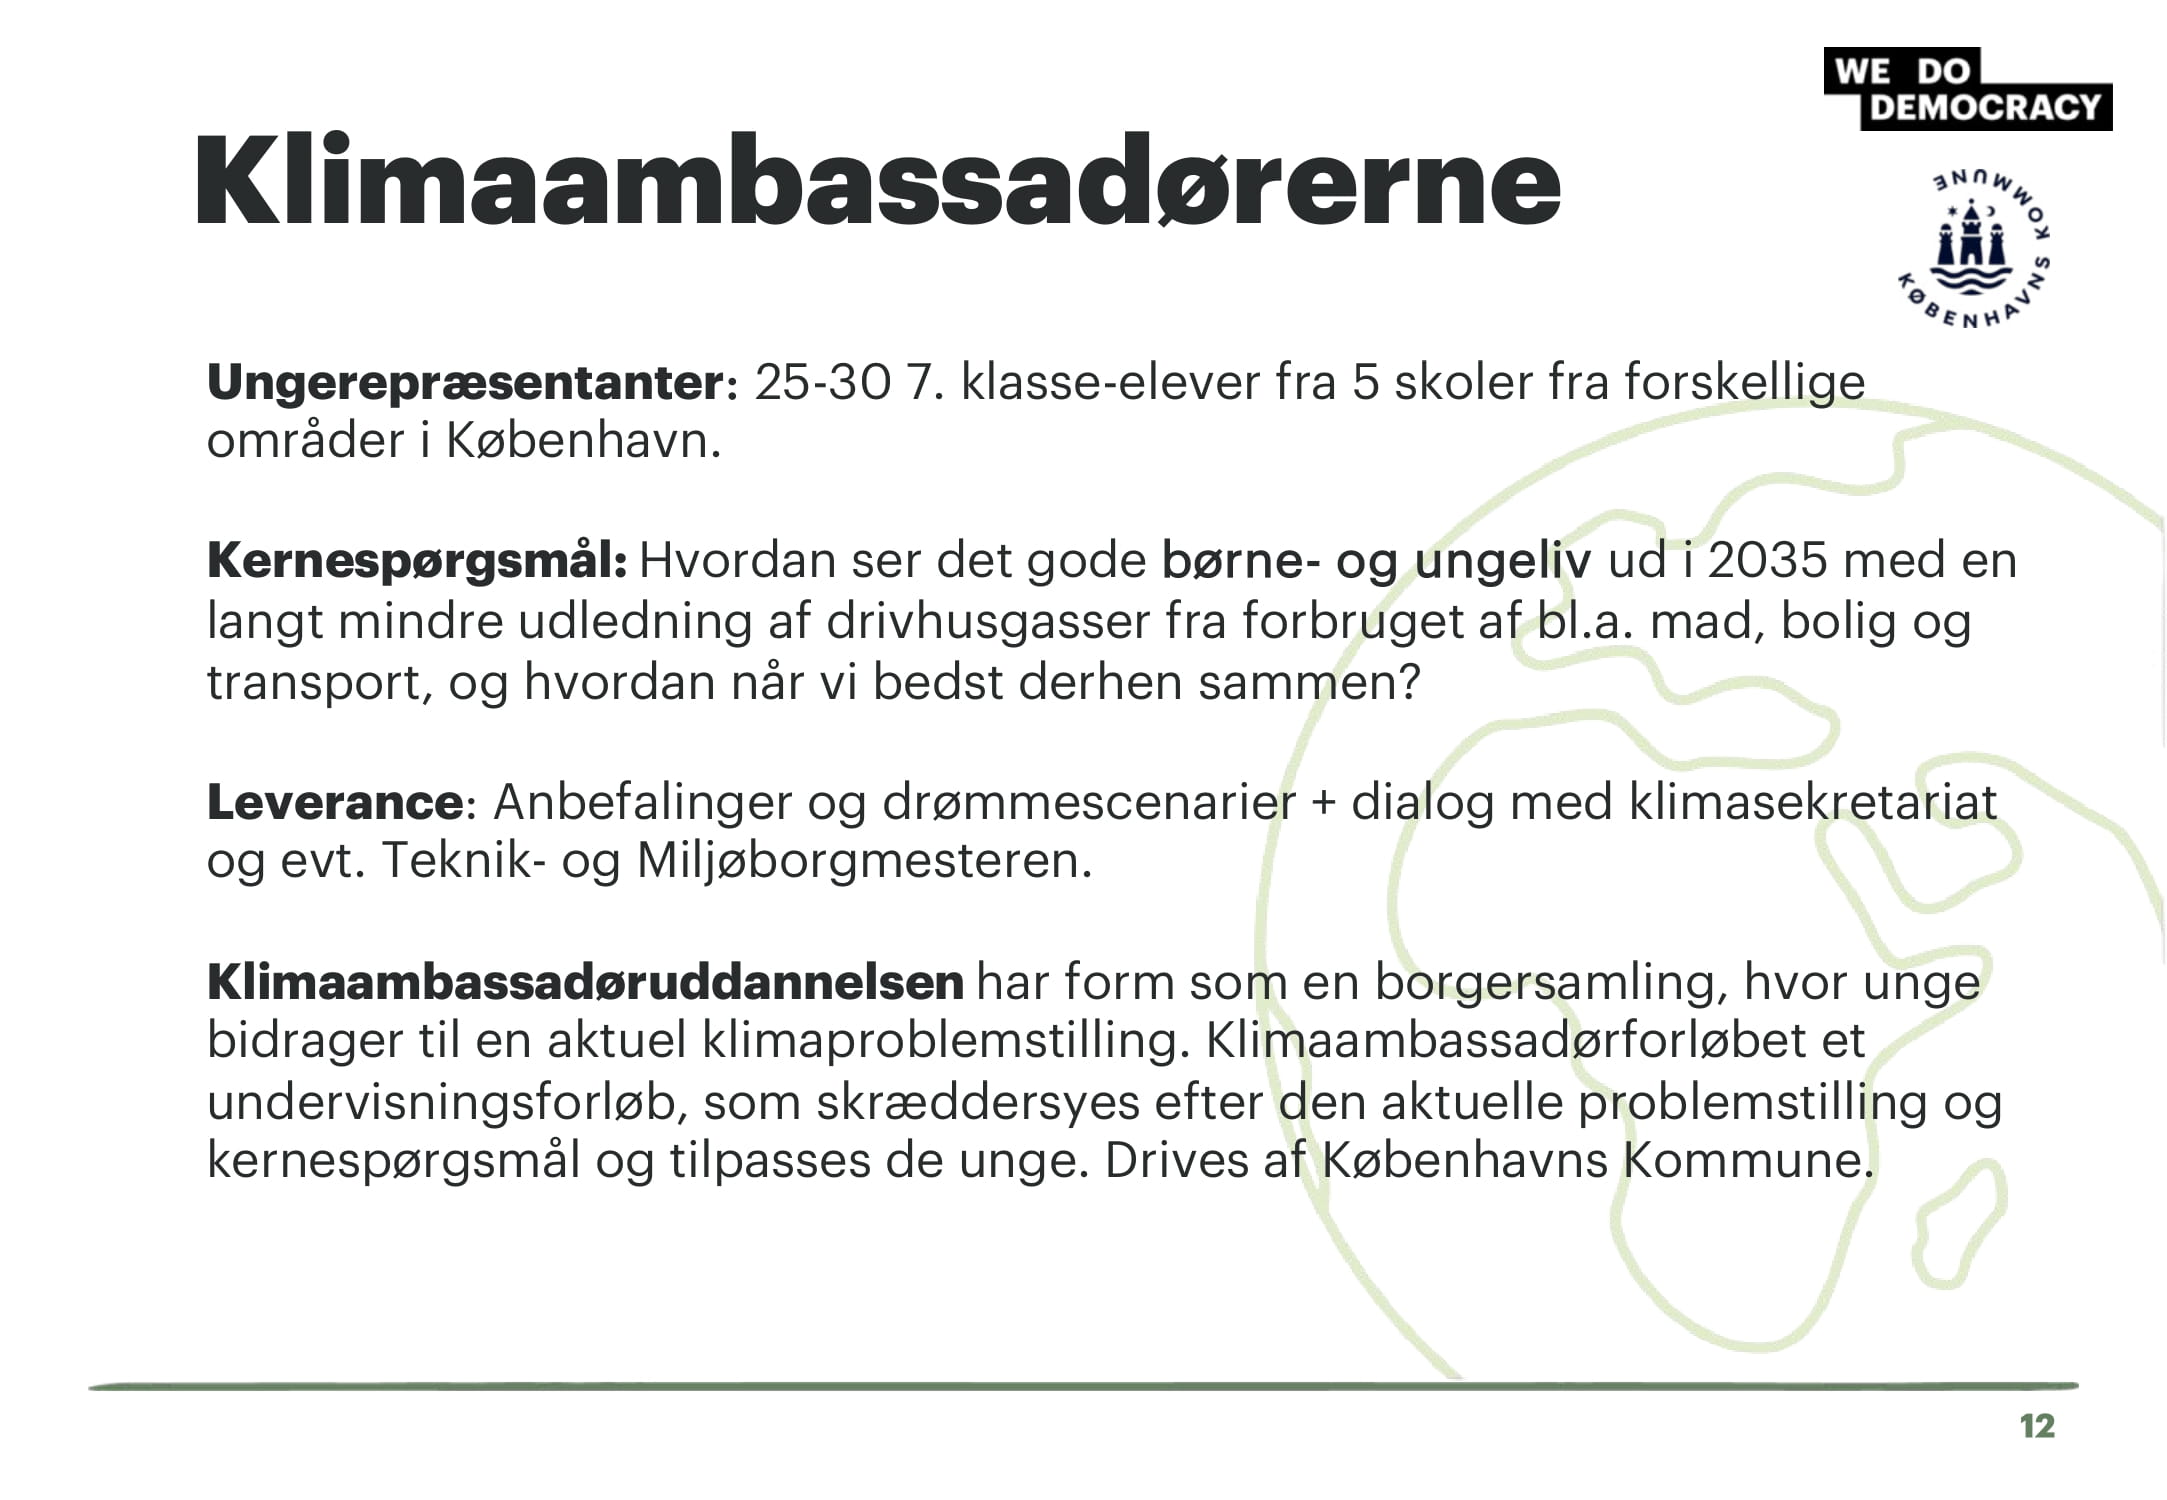 WE DO
DEMOCRACY
Klimaambassadørerne
KØBENHAVNS KOMMUNE
Ungerepræsentanter: 25-30 7. klasse-elever fra 5 skoler fra forskellige
områder i København.
Kernespørgsmål: Hvordan ser det gode børne- og ungeliv ud i 2035 med en
langt mindre udledning af drivhusgasser fra forbruget af bl.a. mad, bolig og
transport, og hvordan når vi bedst derhen sammen?
Leverance: Anbefalinger og drømmescenarier + dialog med klimasekretariat
og evt. Teknik- og Miljøborgmesteren.
Klimaambassadøruddannelsen har form som en borgersamling, hvor unge
bidrager til en aktuel klimaproblemstilling. Klimaambassadørforløbet et
undervisningsforløb, som skræddersyes efter den aktuelle problemstilling og
kernespørgsmål og tilpasses de unge. Drives af Københavns Kommune.
12